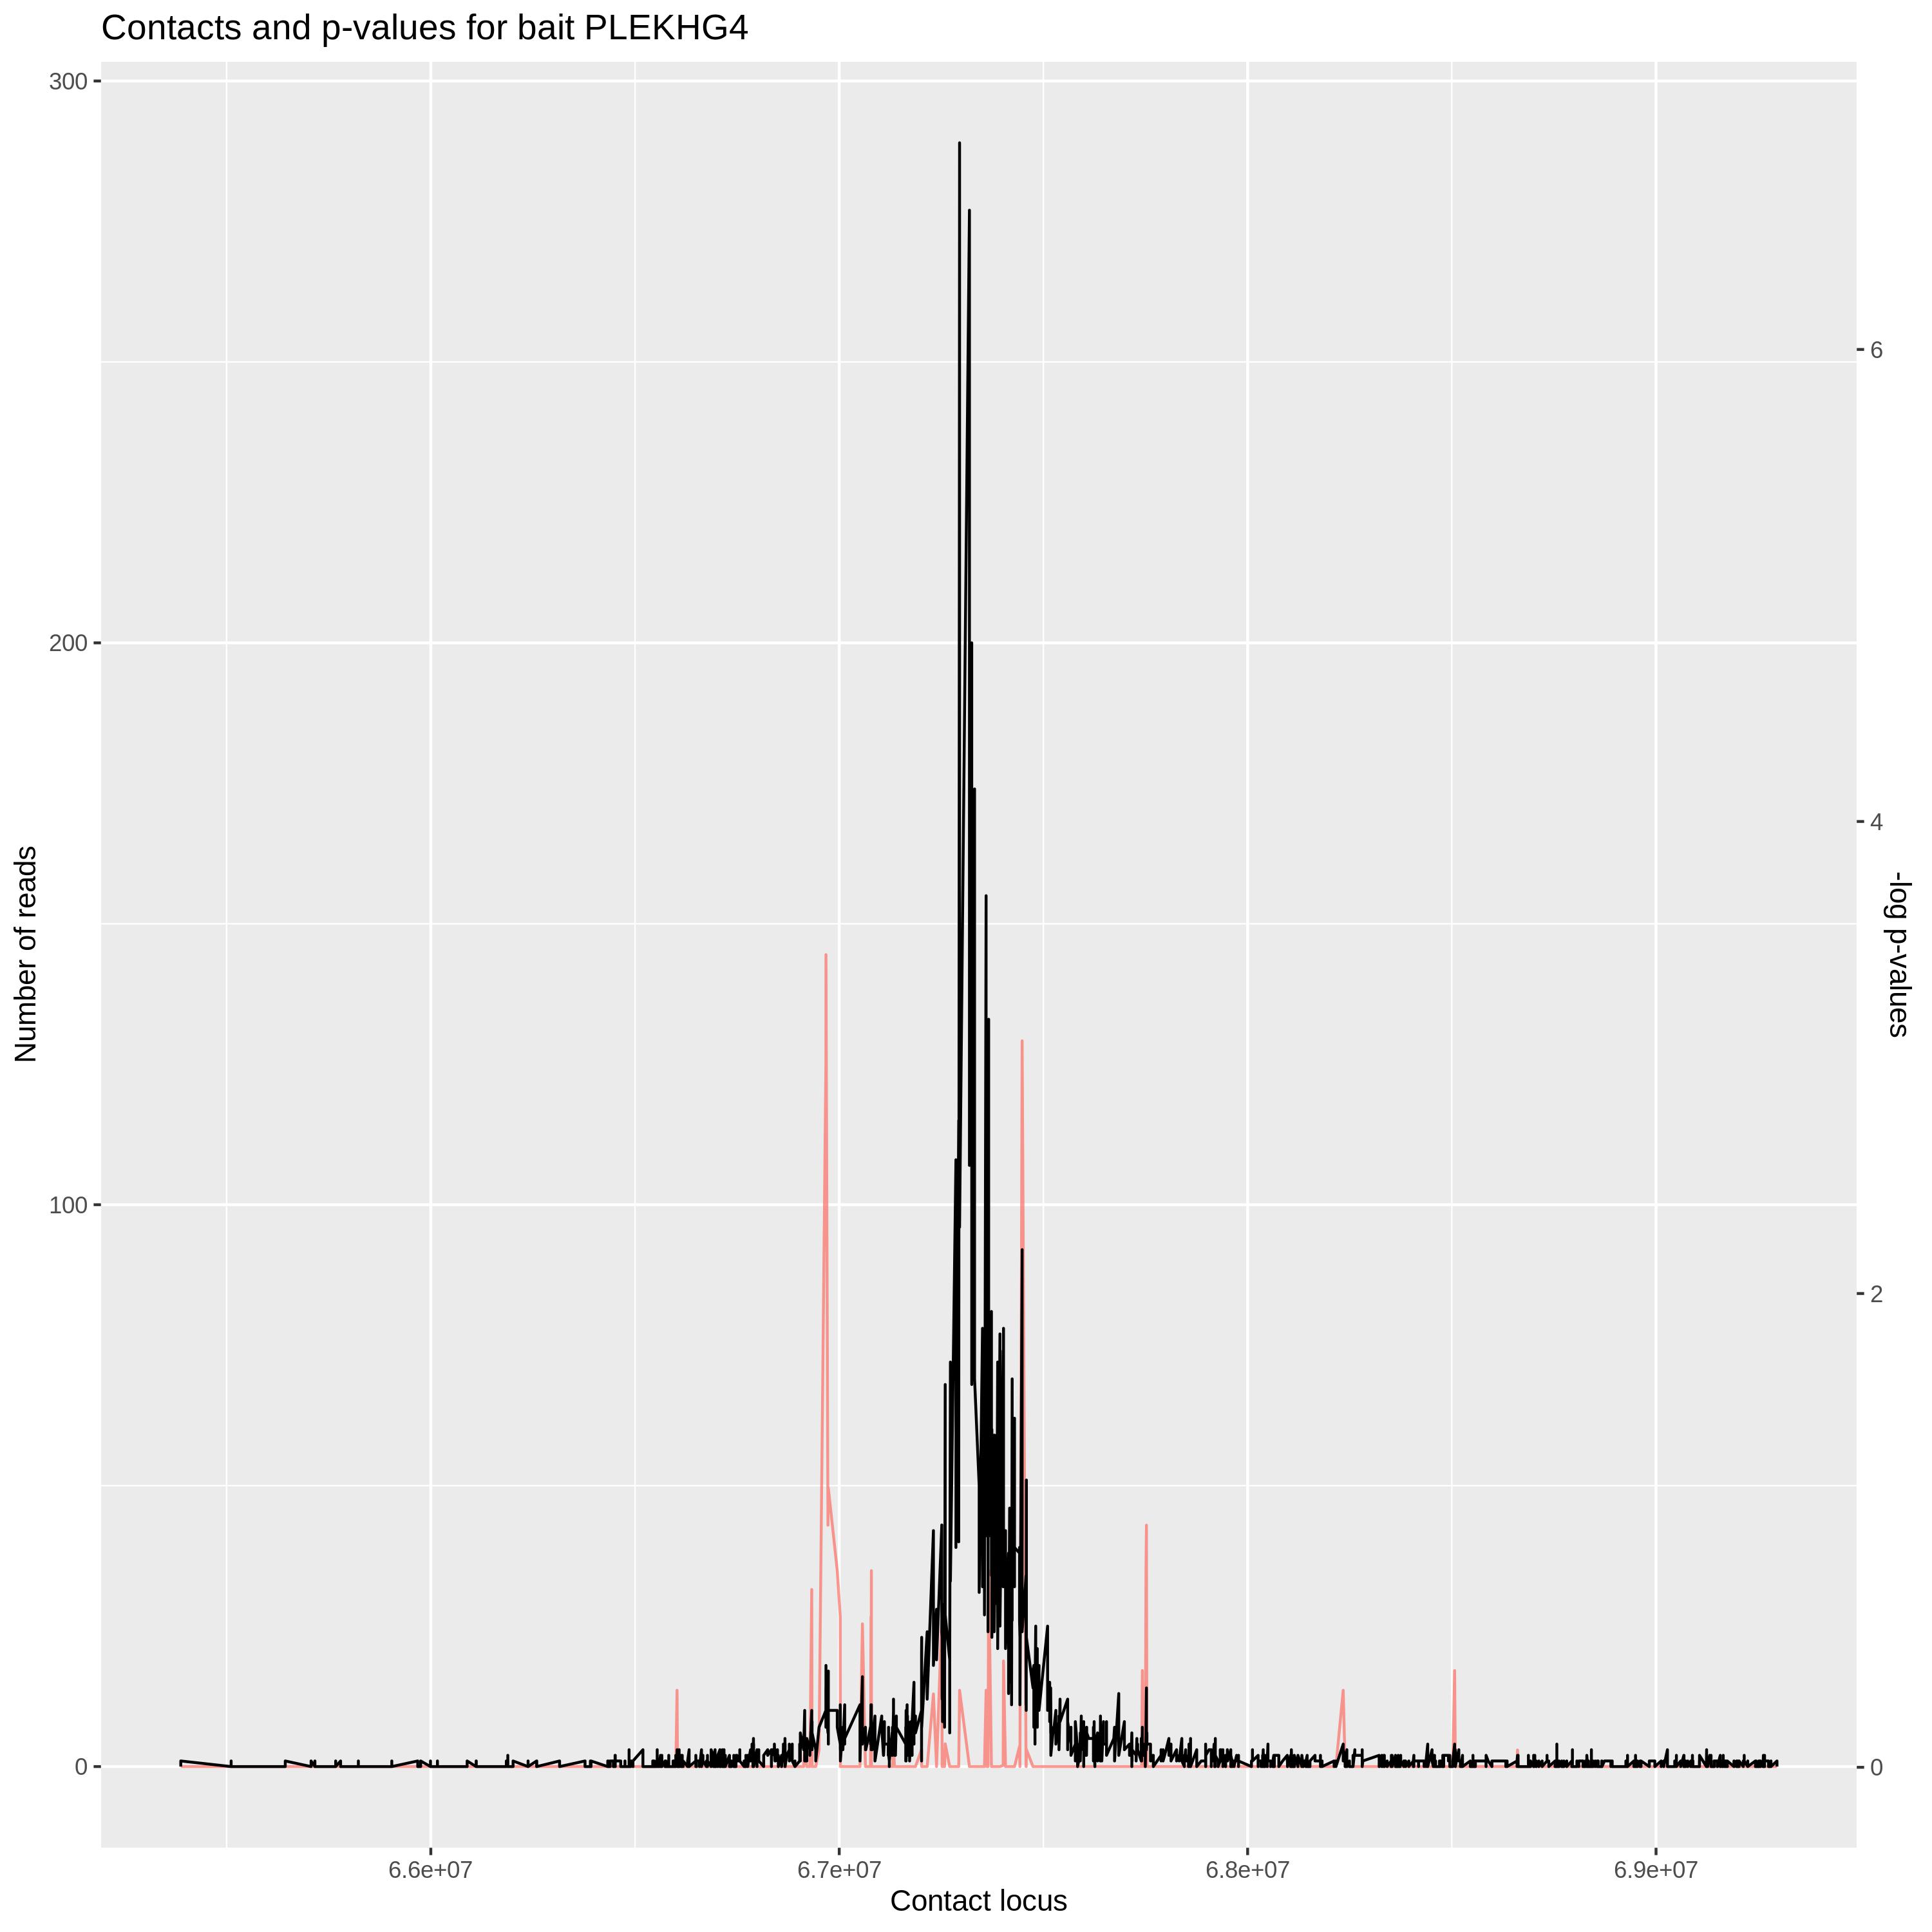 Contacts and p-values for bait PLEKHG4
300
200
100
0
Number of reads
6
4
2
0
-log p-values
6.6e+07 6.7e+07 6.8e+07 6.9e+07
Contact locus